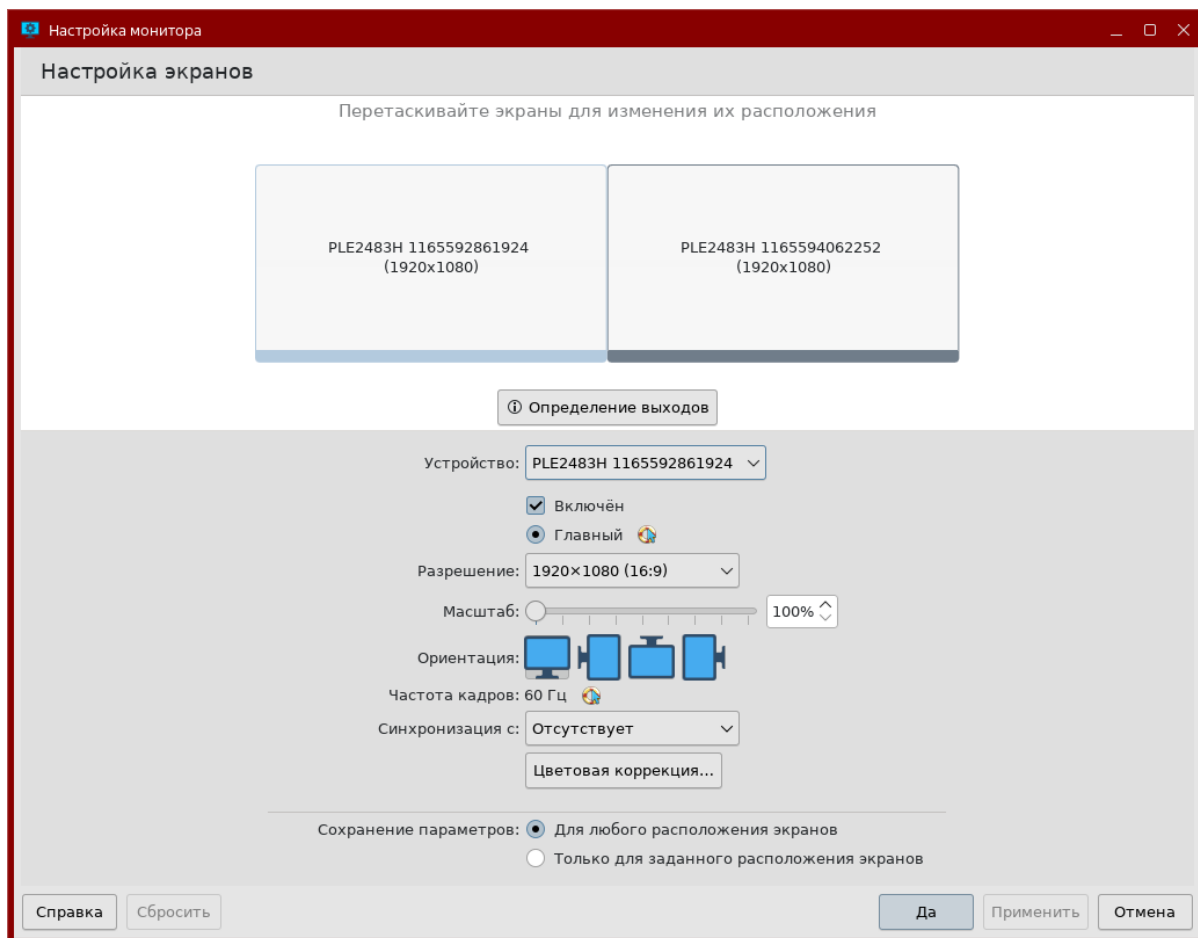 Настройка монитора
Настройка экранов
Перетаскивайте экраны для изменения их расположения
PLE2483H 1165592861924
(1920x1080)
PLE2483H 1165594062252
(1920x1080)
Определение выходов
Устройство: PLE2483H 1165592861924
Включён
Главный
Разрешение: 1920×1080 (16:9)
Масштаб: 100%
Ориентация:
Частота кадров: 60 Гц
Синхронизация с: Отсутствует
Цветовая коррекция...
Сохранение параметров: Для любого расположения экранов
Только для заданного расположения экранов
Справка Сбросить Да Применить Отмена